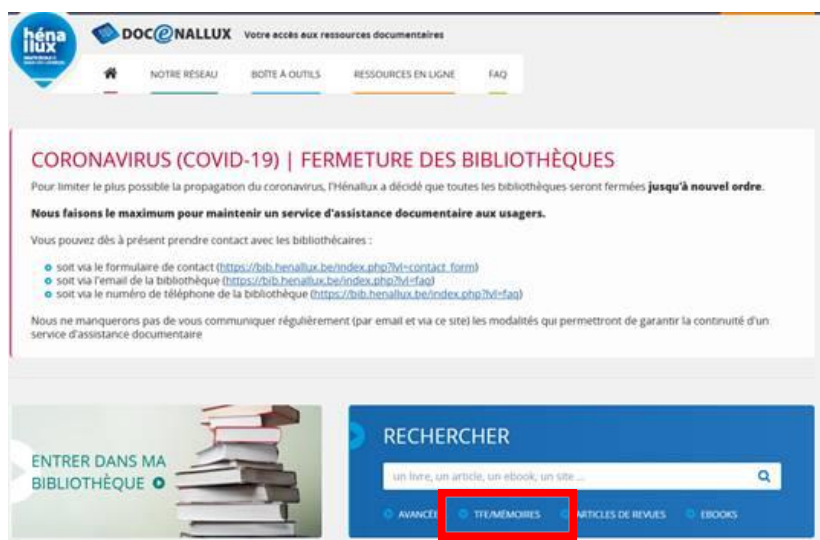 héna
llux
DOC@NALLUX Votre accès aux ressources documentaires
NOTRE RÉSEAU BOÎTE À OUTILS RESSOURCES EN LIGNE FAQ
CORONAVIRUS (COVID-19) | FERMETURE DES BIBLIOTHÈQUES
Pour limiter le plus possible la propagation du coronavirus, l'Hénallux a décidé que toutes les bibliothèques seront fermées jusqu'à nouvel ordre.
Nous faisons le maximum pour maintenir un service d'assistance documentaire aux usagers.
Vous pouvez dès à présent prendre contact avec les bibliothécaires :
soit via le formulaire de contact (https://bib.henallux.be/index.php?lvl=contact_form)
soit via l'email de la bibliothèque (https://bib.henallux.be/index.php?lvl=faq)
soit via le numéro de téléphone de la bibliothèque (https://bib.henallux.be/index.php?lvl=faq)
Nous ne manquerons pas de vous communiquer régulièrement (par email et via ce site) les modalités qui permettront de garantir la continuité d'un
service d'assistance documentaire
ENTRER DANS MA
BIBLIOTHÈQUE
RECHERCHER
un livre, un article, un ebook, un site ...
AVANCÉE TFE/MÉMOIRES ARTICLES DE REVUES EBOOKS